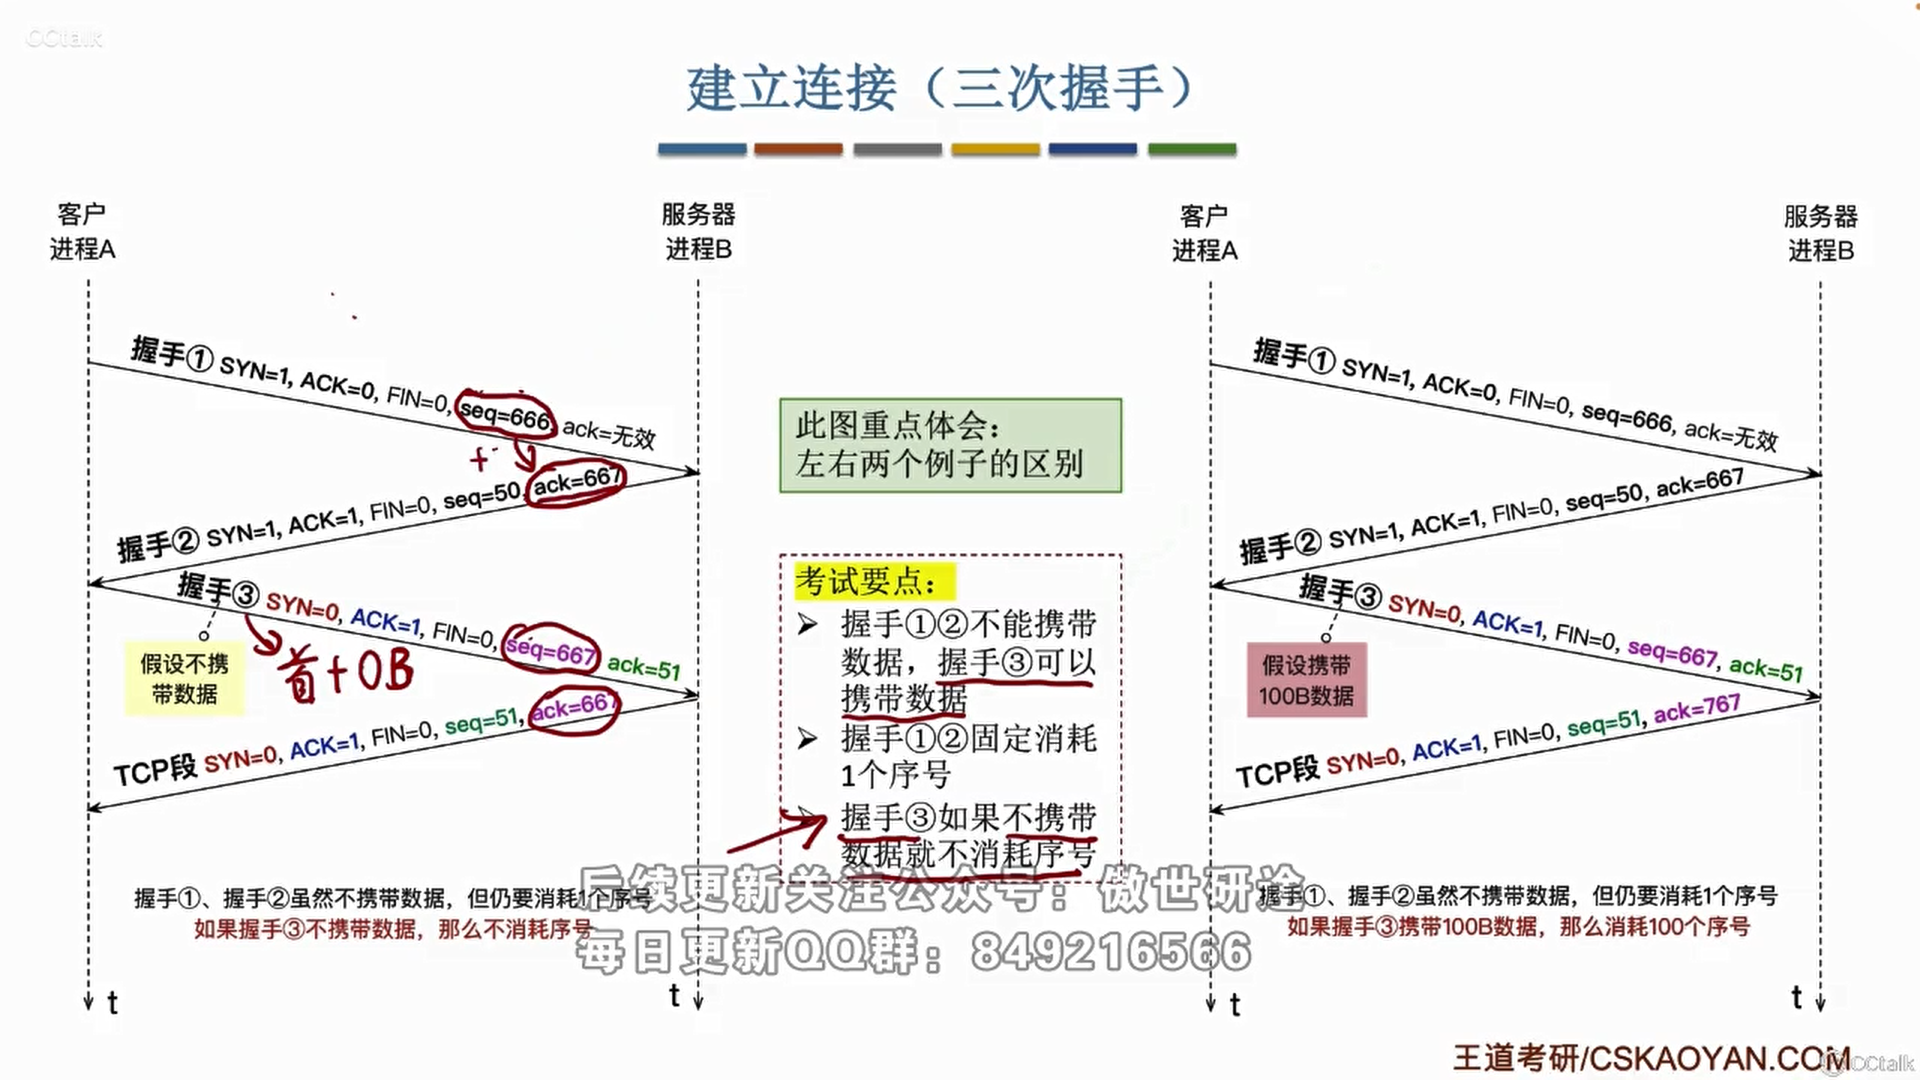 CCtalk
建立连接（三次握手）
客户
进程A
服务器
进程B
握手① SYN=1, ACK=0, FIN=0, seq=666, ack=无效
+
握手② SYN=1, ACK=1, FIN=0, seq=50, ack=667
握手③ SYN=0, ACK=1, FIN=0, seq=667, ack=51
假设不携
带数据
首+0B
TCP段 SYN=0, ACK=1, FIN=0, seq=51, ack=667
握手①、握手②虽然不携带数据，但仍要消耗1个序号
如果握手③不携带数据，那么不消耗序号
t
t
此图重点体会：
左右两个例子的区别
考试要点：
➢ 握手①②不能携带
数据，握手③可以
携带数据
➢ 握手①②固定消耗
1个序号
➢ 握手③如果不携带
数据就不消耗序号
后续更新关注公众号：傲世研途
每日更新QQ群：849216566
客户
进程A
服务器
进程B
握手① SYN=1, ACK=0, FIN=0, seq=666, ack=无效
握手② SYN=1, ACK=1, FIN=0, seq=50, ack=667
握手③ SYN=0, ACK=1, FIN=0, seq=667, ack=51
假设携带
100B数据
TCP段 SYN=0, ACK=1, FIN=0, seq=51, ack=767
握手①、握手②虽然不携带数据，但仍要消耗1个序号
如果握手③携带100B数据，那么消耗100个序号
t
t
王道考研/CSKAOYAN.COM
CCtalk